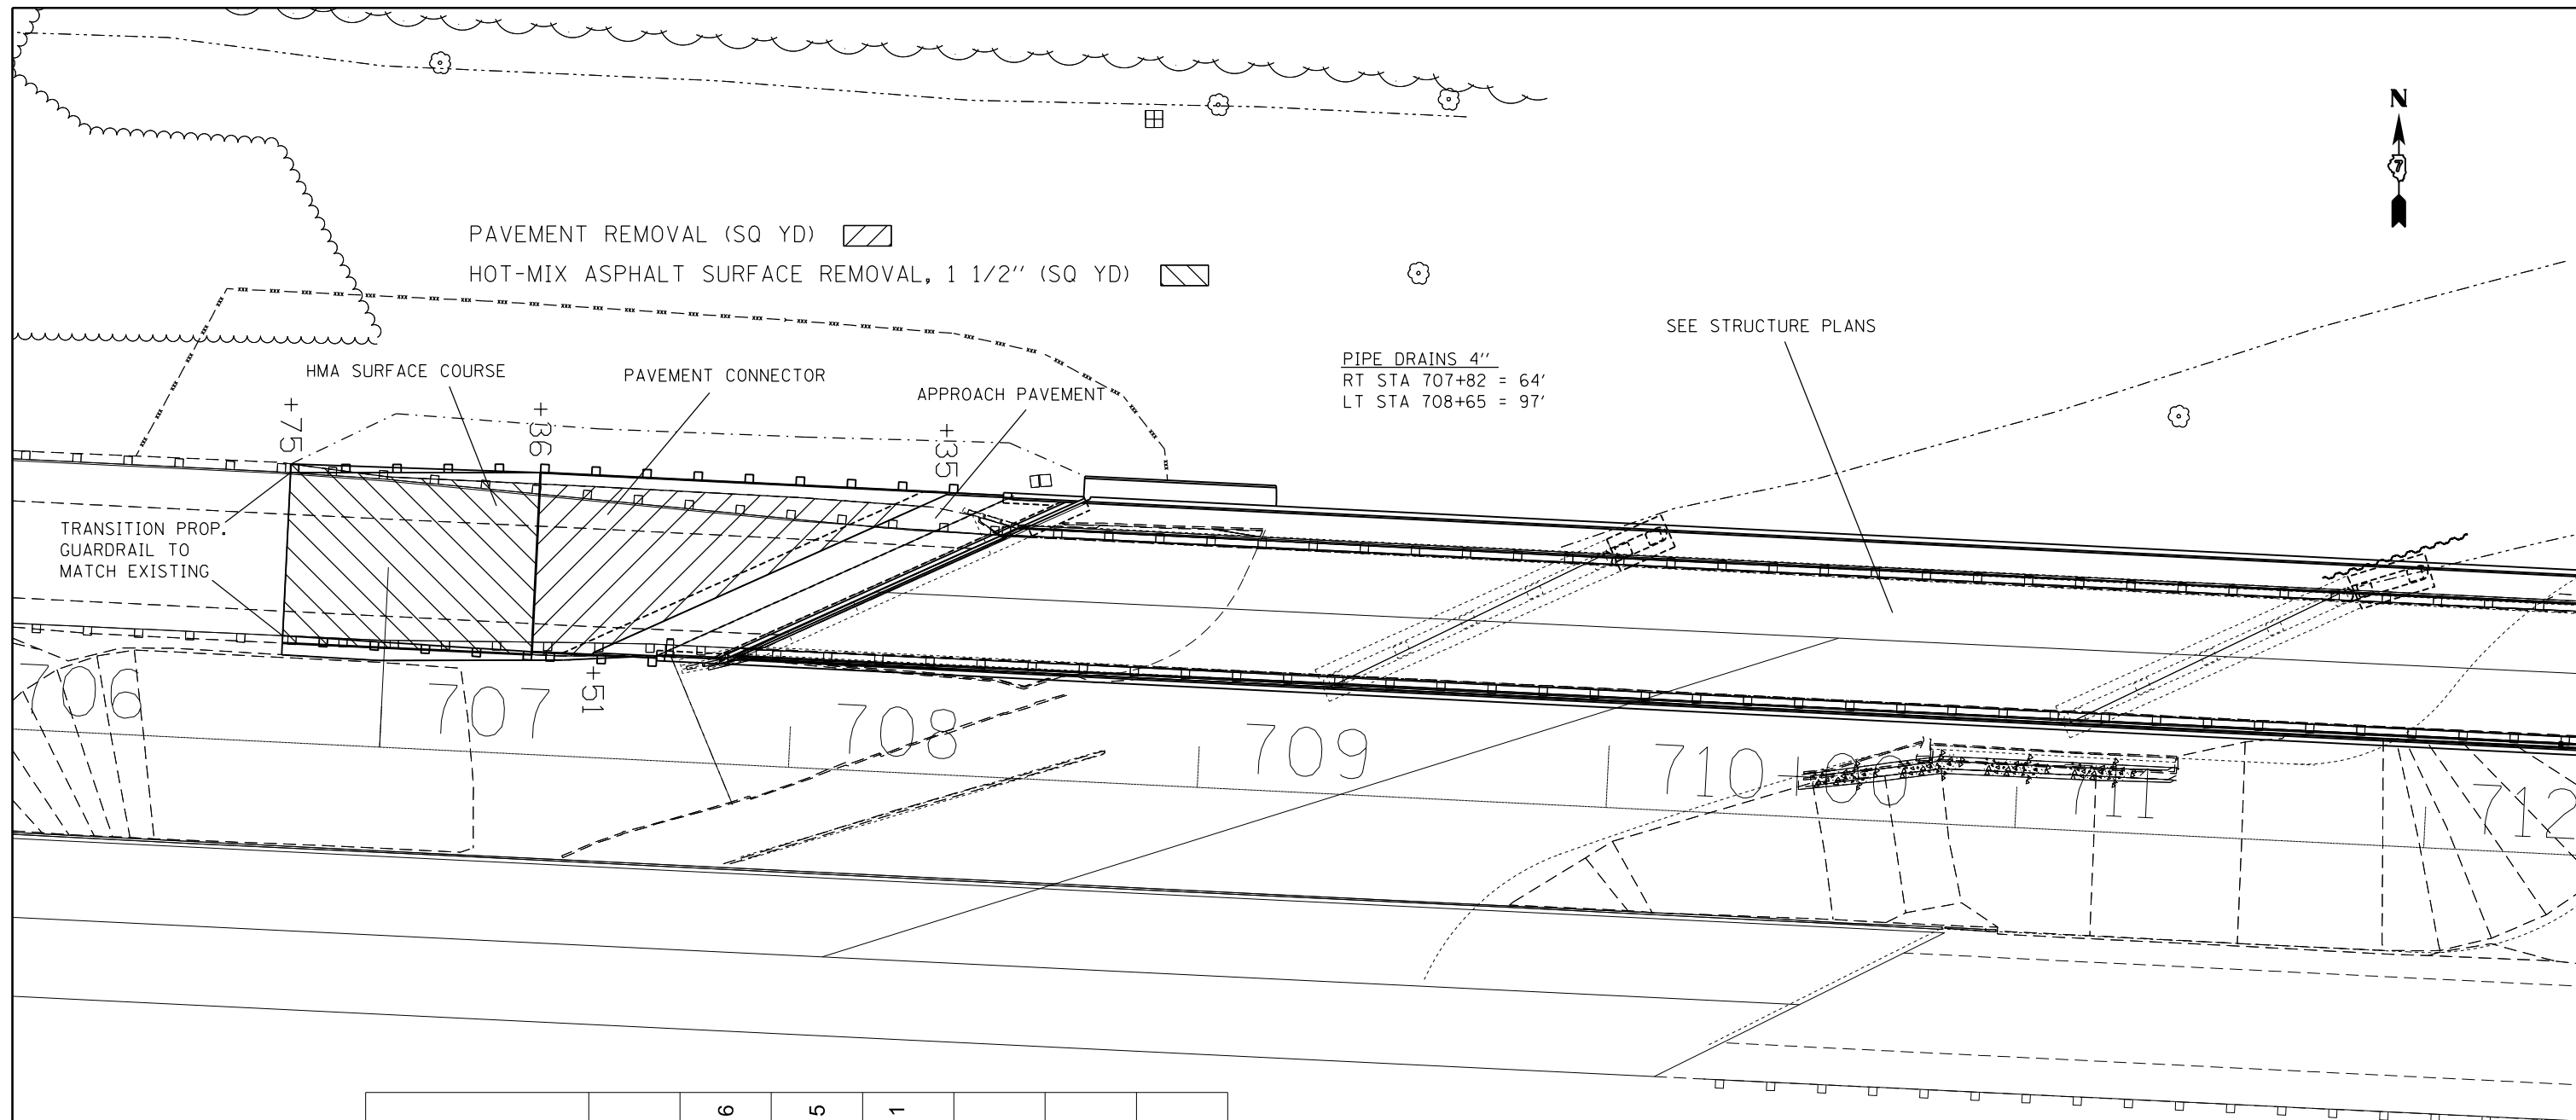 N
7
PAVEMENT REMOVAL (SQ YD)
HOT-MIX ASPHALT SURFACE REMOVAL, 1 1/2" (SQ YD)
SEE STRUCTURE PLANS
PIPE DRAINS 4"
RT STA 707+82 = 64'
LT STA 708+65 = 97'
HMA SURFACE COURSE
PAVEMENT CONNECTOR
APPROACH PAVEMENT
+75
+36
+35
TRANSITION PROP.
GUARDRAIL TO
MATCH EXISTING
+51
706
707
708
709
710+00
711
712
6
5
1